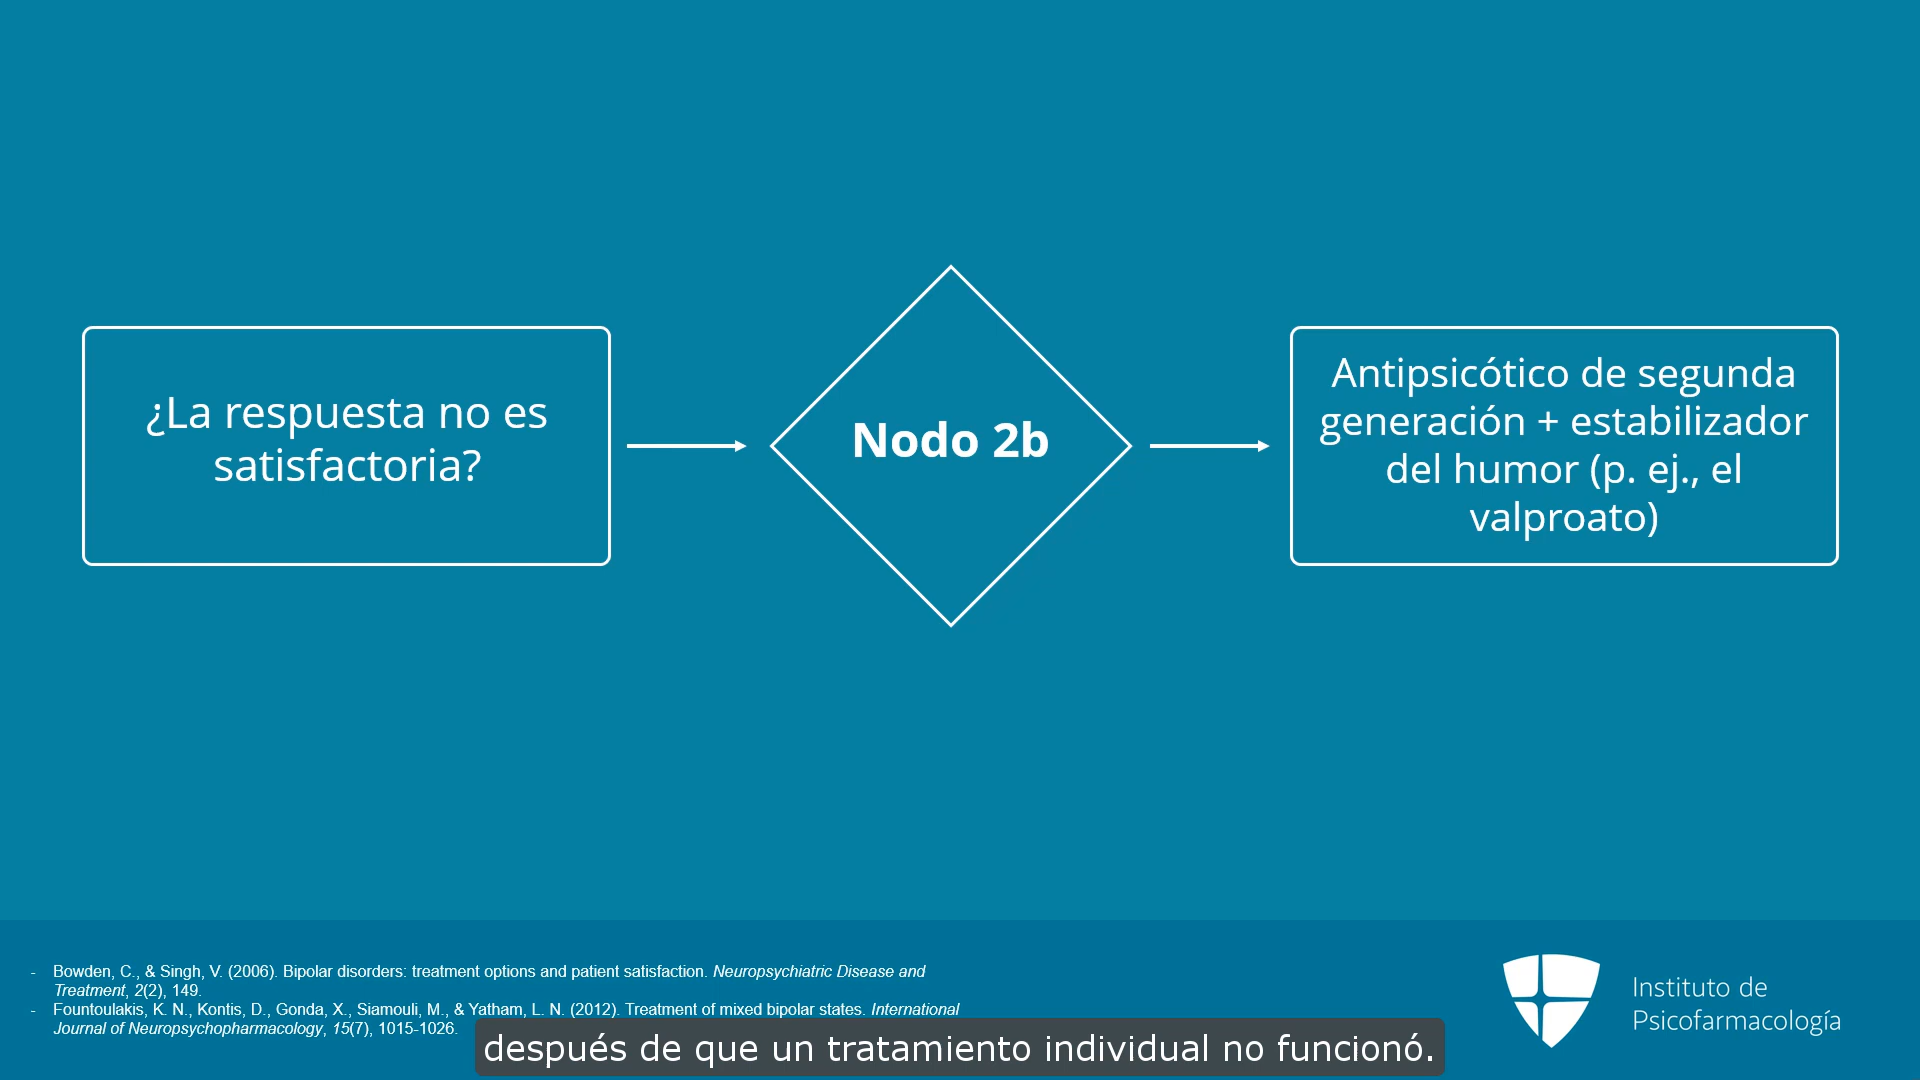 ¿La respuesta no es
satisfactoria?
Nodo 2b
Antipsicótico de segunda
generación + estabilizador
del humor (p. ej., el
valproato)
- Bowden, C., & Singh, V. (2006). Bipolar disorders: treatment options and patient satisfaction. Neuropsychiatric Disease and
Treatment, 2(2), 149.
- Fountoulakis, K. N., Kontis, D., Gonda, X., Siamouli, M., & Yatham, L. N. (2012). Treatment of mixed bipolar states. International
Journal of Neuropsychopharmacology, 15(7), 1015-1026.
Instituto de
Psicofarmacología
después de que un tratamiento individual no funcionó.